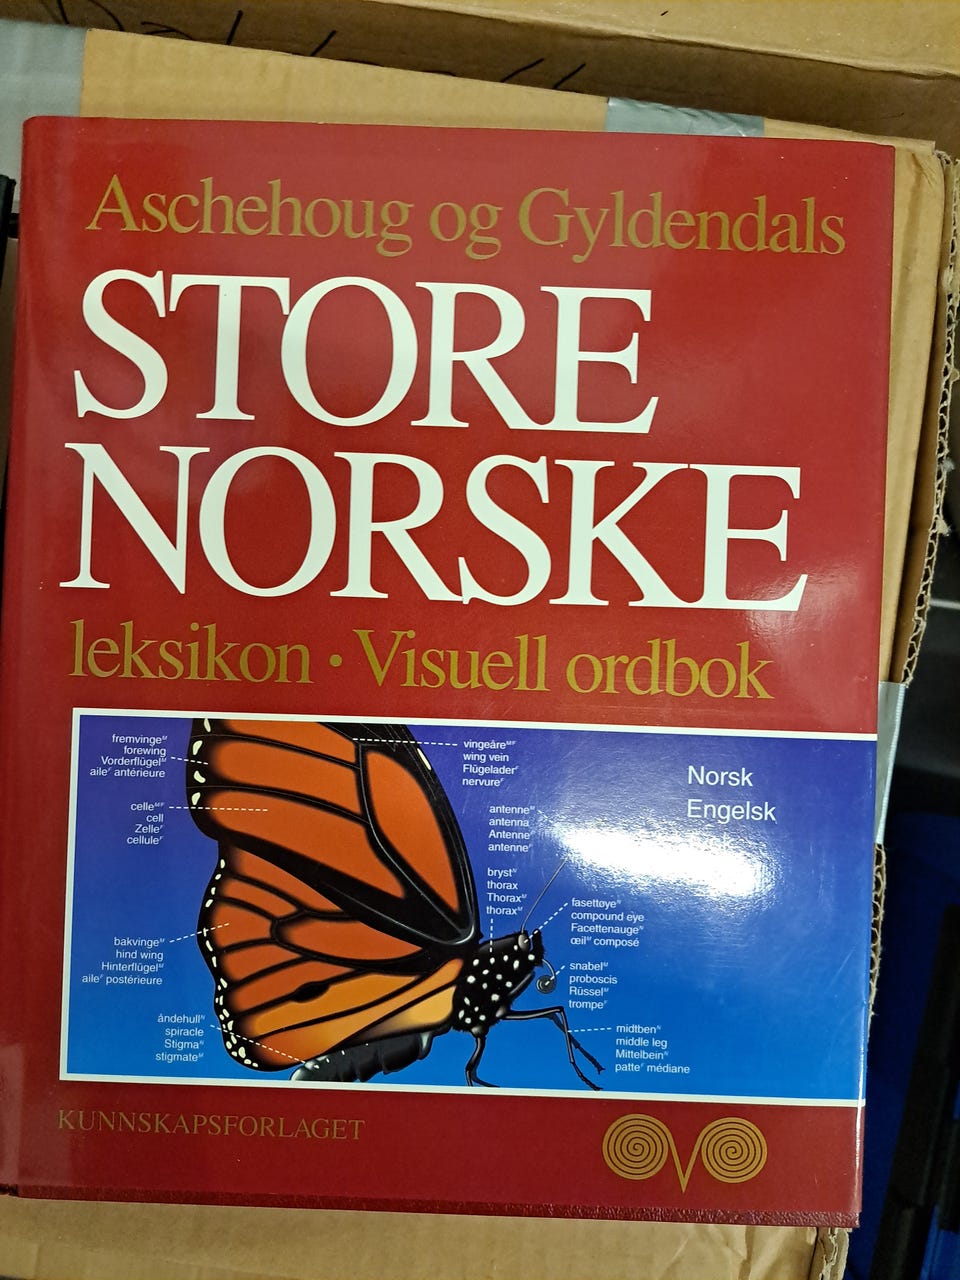 Aschehoug og Gyldendals
STORE
NORSKE
leksikon • Visuell ordbok
fremvinge M
forewing
Vorderflügel M
aile F antérieure
celle M/F
cell
Zelle F
cellule F
bakvinge M
hind wing
Hinterflügel M
aile F postérieure
åndehull N
spiracle
Stigma N
stigmate M
vingeåre M/F
wing vein
Flügelader F
nervure F
antenne M
antenna
Antenne F
antenne F
bryst N
thorax
Thorax M
thorax M
fasettøye N
compound eye
Facettenauge N
œil M composé
snabel M
proboscis
Rüssel M
trompe F
midtben N
middle leg
Mittelbein N
patte F médiane
Norsk
Engelsk
KUNNSKAPSFORLAGET